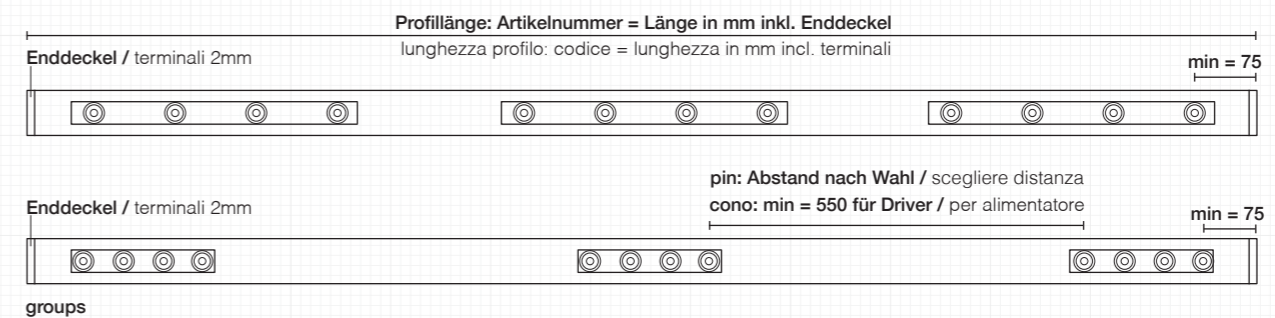 Profillänge: Artikelnummer = Länge in mm inkl. Enddeckel
lunghezza profilo: codice = lunghezza in mm incl. terminali
Enddeckel / terminali 2mm
min = 75
pin: Abstand nach Wahl / scegliere distanza
cono: min = 550 für Driver / per alimentatore
Enddeckel / terminali 2mm
min = 75
groups